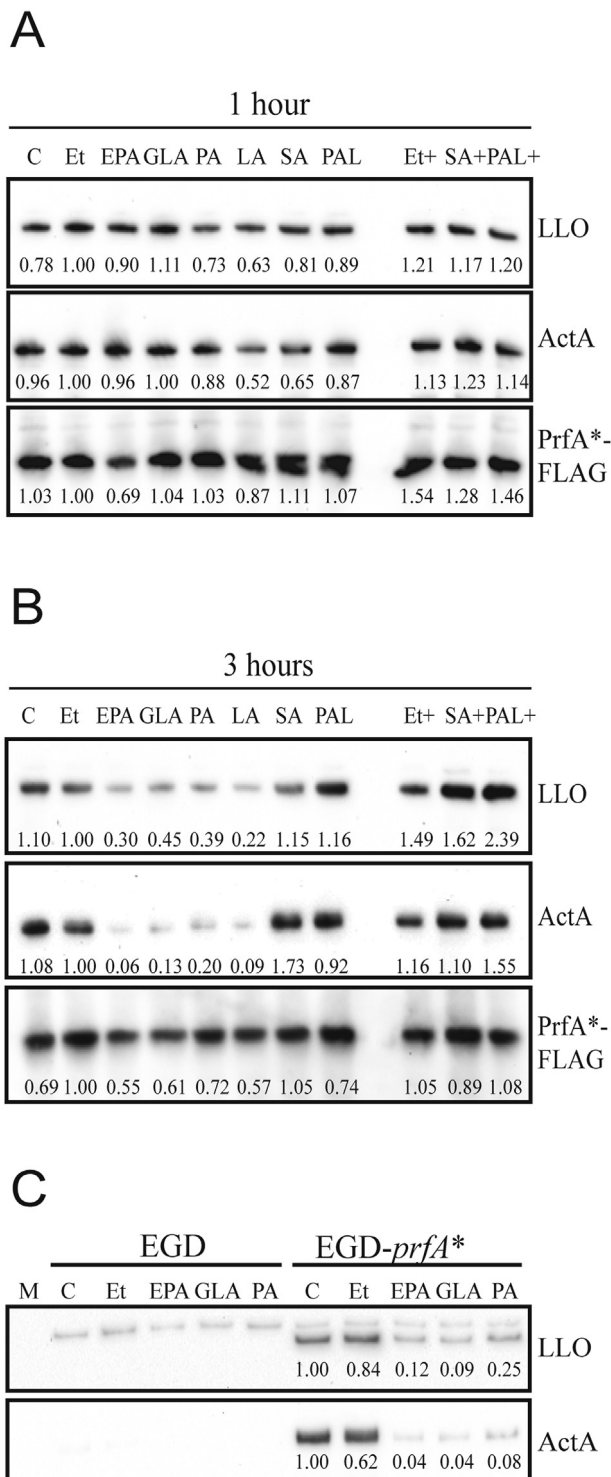 A
1 hour
C Et EPA GLA PA LA SA PAL Et+ SA+ PAL+
LLO
0.78 1.00 0.90 1.11 0.73 0.63 0.81 0.89 1.21 1.17 1.20
ActA
0.96 1.00 0.96 1.00 0.88 0.52 0.65 0.87 1.13 1.23 1.14
PrfA*-
FLAG
1.03 1.00 0.69 1.04 1.03 0.87 1.11 1.07 1.54 1.28 1.46
B
3 hours
C Et EPA GLA PA LA SA PAL Et+ SA+ PAL+
LLO
1.10 1.00 0.30 0.45 0.39 0.22 1.15 1.16 1.49 1.62 2.39
ActA
1.08 1.00 0.06 0.13 0.20 0.09 1.73 0.92 1.16 1.10 1.55
PrfA*-
FLAG
0.69 1.00 0.55 0.61 0.72 0.57 1.05 0.74 1.05 0.89 1.08
C
EGD EGD-prfA*
M C Et EPA GLA PA C Et EPA GLA PA
LLO
1.00 0.84 0.12 0.09 0.25
ActA
1.00 0.62 0.04 0.04 0.08